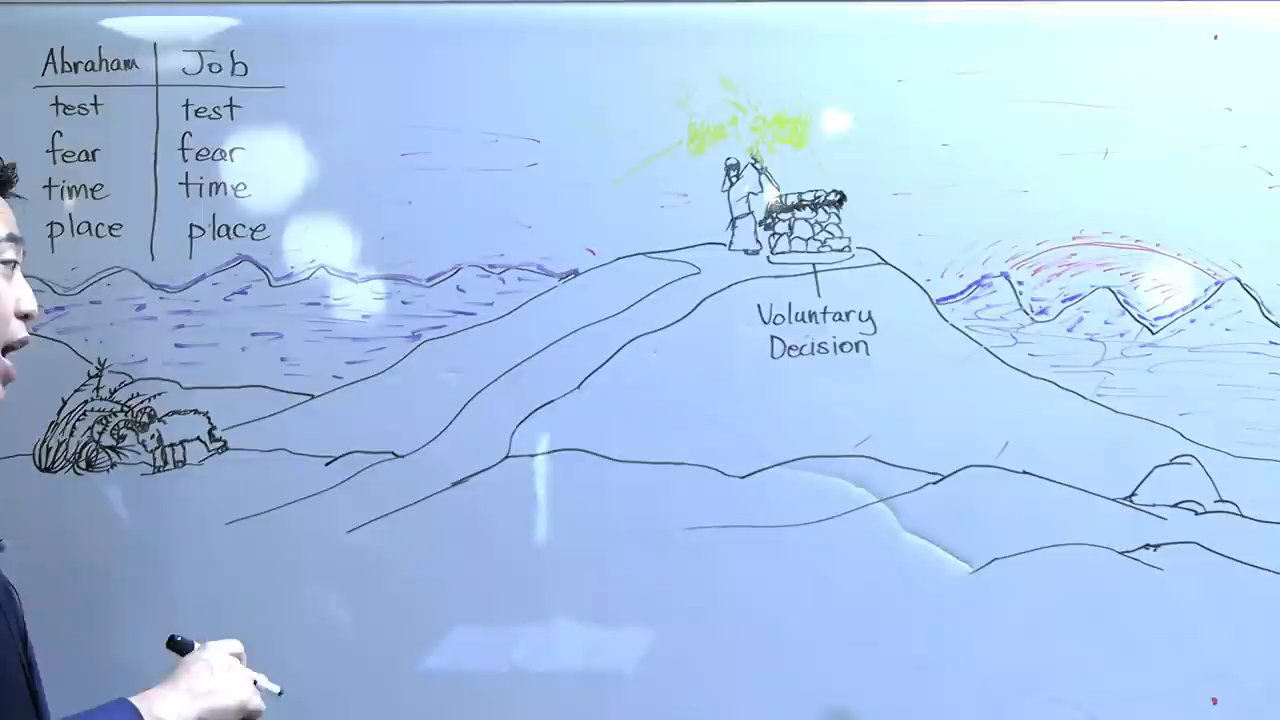 Abraham Job
test test
fear fear
time time
place place
Voluntary
Decision